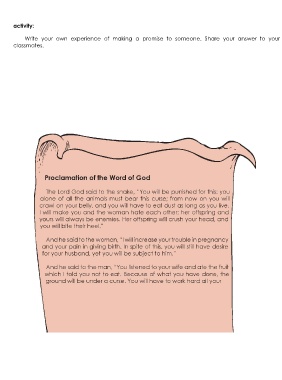 activity:
Write your own experience of making a promise to someone. Share your answer to your
classmates.
Proclamation of the Word of God
The Lord God said to the snake, "You will be punished for this; you
alone of all the animals must bear this curse; from now on you will
crawl on your belly, and you will have to eat dust as long as you live.
I will make you and the woman hate each other; her offspring and
yours will always be enemies. Her offspring will crush your head, and
you will bite their heel."
And he said to the woman, "I will increase your trouble in pregnancy
and your pain in giving birth. In spite of this, you will still have desire
for your husband, yet you will be subject to him."
And he said to the man, "You listened to your wife and ate the fruit
which I told you not to eat. Because of what you have done, the
ground will be under a curse. You will have to work hard all your